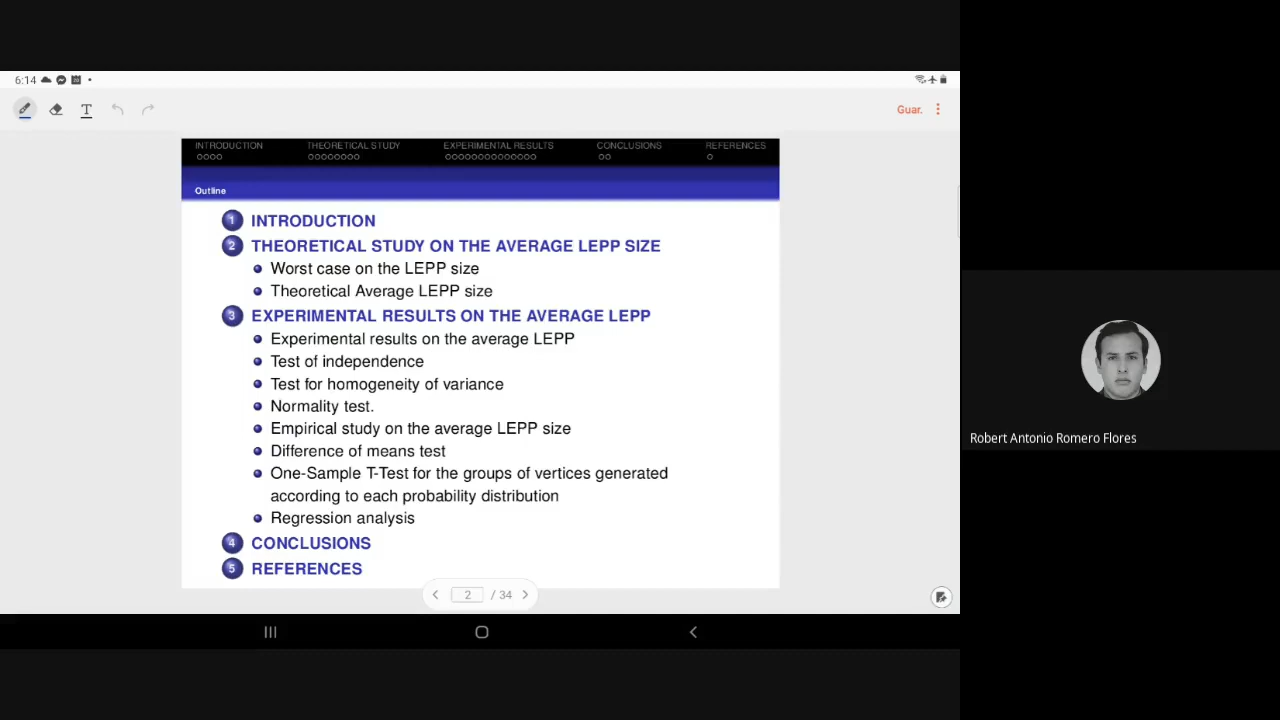 6:14
T
Guar.
INTRODUCTION THEORETICAL STUDY EXPERIMENTAL RESULTS CONCLUSIONS REFERENCES
Outline
1 INTRODUCTION
2 THEORETICAL STUDY ON THE AVERAGE LEPP SIZE
Worst case on the LEPP size
Theoretical Average LEPP size
3 EXPERIMENTAL RESULTS ON THE AVERAGE LEPP
Experimental results on the average LEPP
Test of independence
Test for homogeneity of variance
Normality test.
Empirical study on the average LEPP size
Difference of means test
One-Sample T-Test for the groups of vertices generated
according to each probability distribution
Regression analysis
4 CONCLUSIONS
5 REFERENCES
2 / 34
Robert Antonio Romero Flores